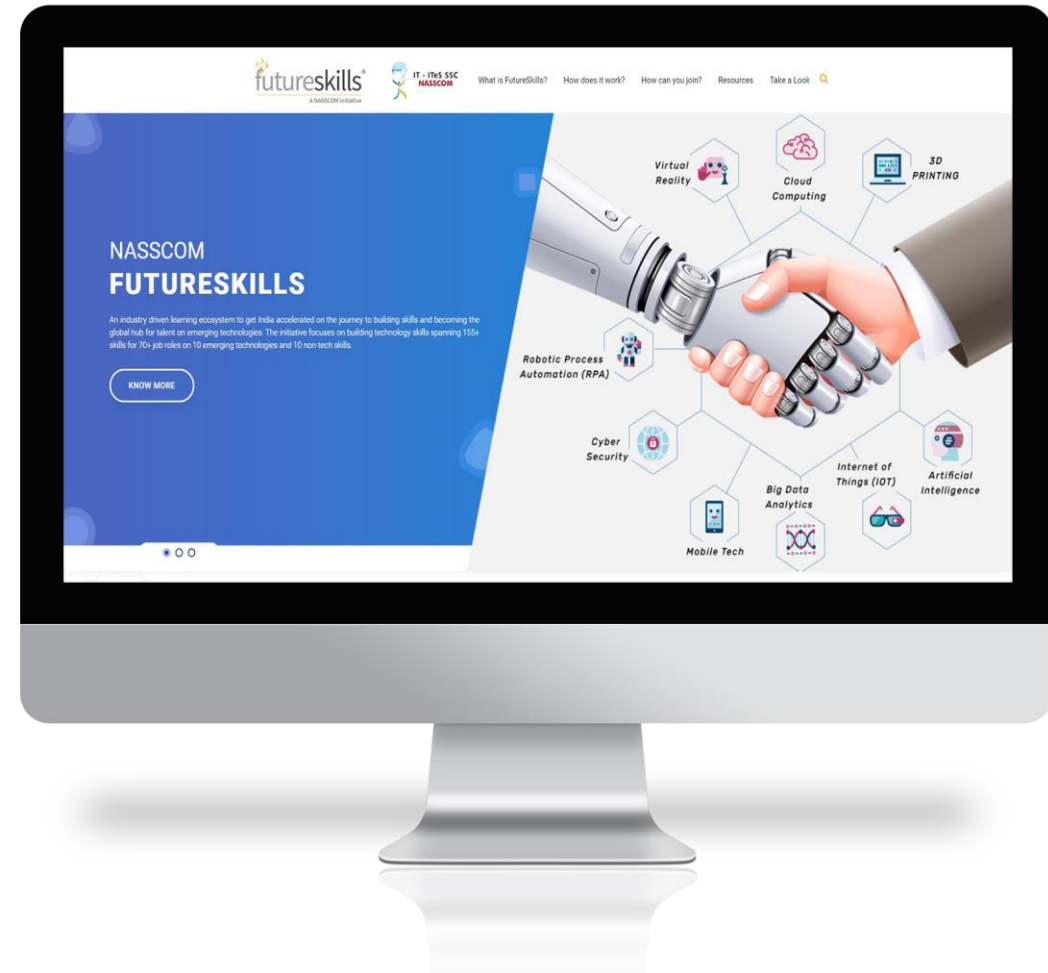 futureskills®
A NASSCOM Initiative
IT - ITeS SSC
NASSCOM
What is FutureSkills?
How does it work?
How can you join?
Resources
Take a Look
NASSCOM
FUTURESKILLS
An industry driven learning ecosystem to get India accelerated on the journey to building skills and becoming the
global hub for talent on emerging technologies. The initiative focuses on building technology skills spanning 155+
skills for 70+ job roles on 10 emerging technologies and 10 non-tech skills.
KNOW MORE
Virtual
Reality
Cloud
Computing
3D
PRINTING
Robotic Process
Automation (RPA)
Cyber
Security
Mobile Tech
Big Data
Analytics
Internet of
Things (IOT)
Artificial
Intelligence